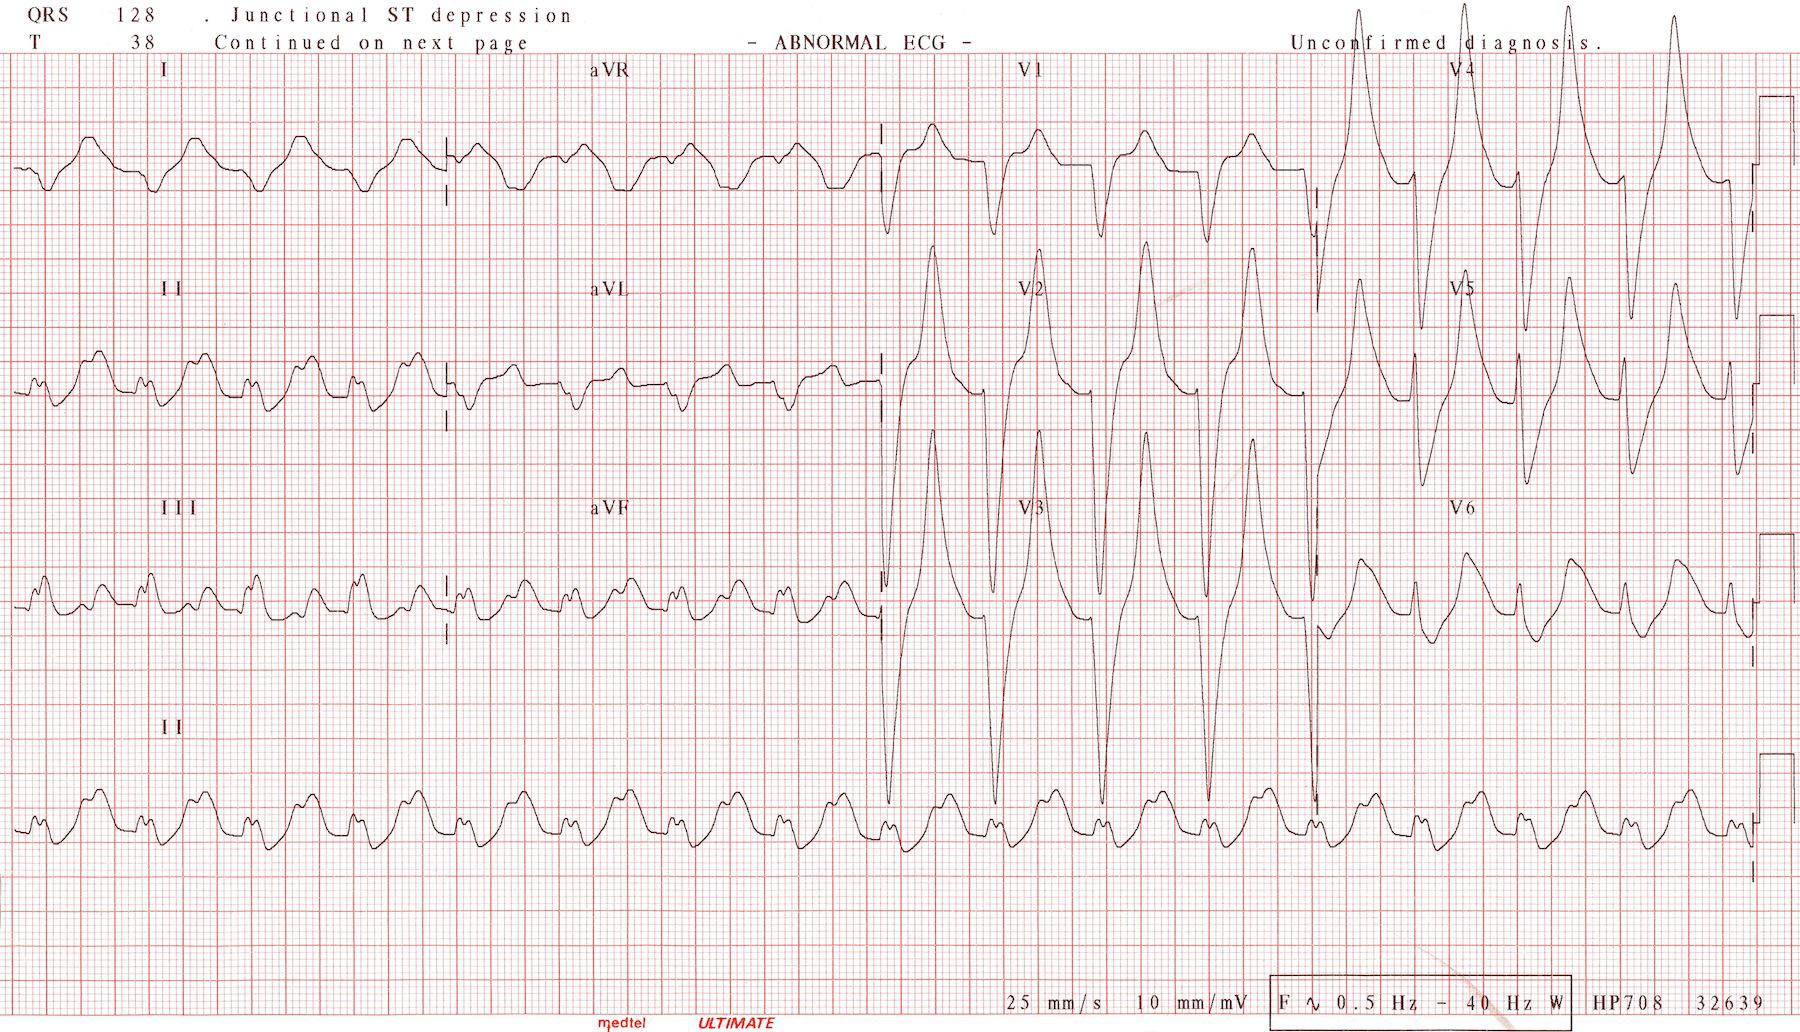 QRS 128 . Junctional ST depression
T 38 Continued on next page - ABNORMAL ECG - Unconfirmed diagnosis.
I aVR V1 V4
II aVL V2 V5
III aVF V3 V6
II
25 mm/s 10 mm/mV F ∿ 0.5 Hz - 40 Hz W HP708 32639
medtel ULTIMATE